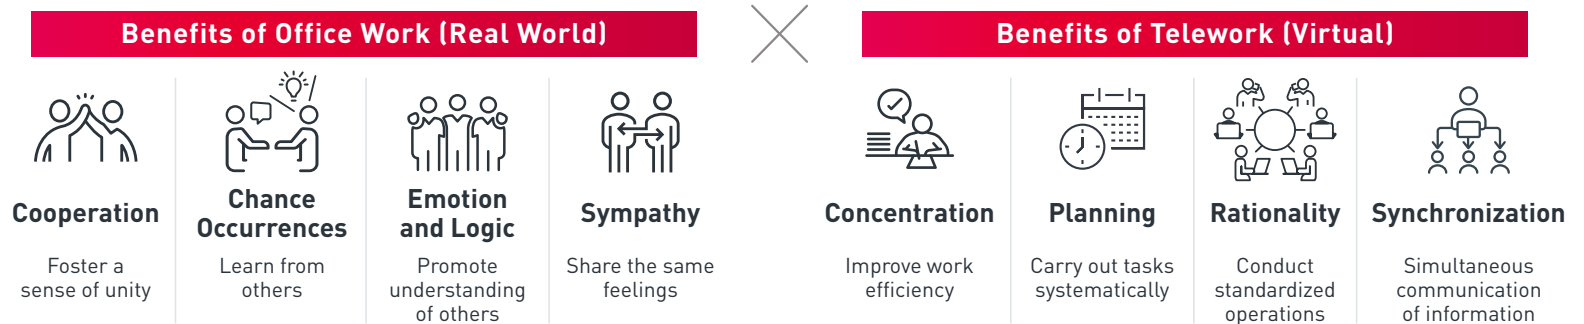 Benefits of Office Work (Real World)
Cooperation
Foster a
sense of unity
Chance
Occurrences
Learn from
others
Emotion
and Logic
Promote
understanding
of others
Sympathy
Share the same
feelings
Benefits of Telework (Virtual)
Concentration
Improve work
efficiency
Planning
Carry out tasks
systematically
Rationality
Conduct
standardized
operations
Synchronization
Simultaneous
communication
of information